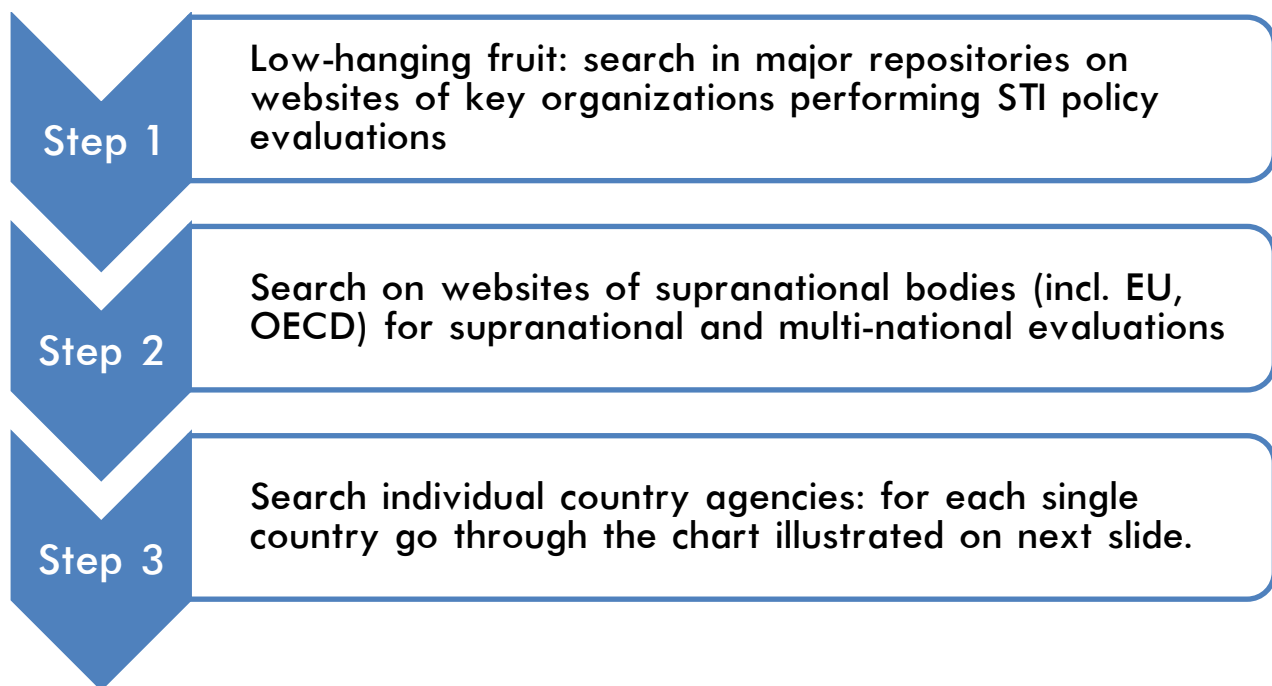 Step 1
Low-hanging fruit: search in major repositories on
websites of key organizations performing STI policy
evaluations
Step 2
Search on websites of supranational bodies (incl. EU,
OECD) for supranational and multi-national evaluations
Step 3
Search individual country agencies: for each single
country go through the chart illustrated on next slide.